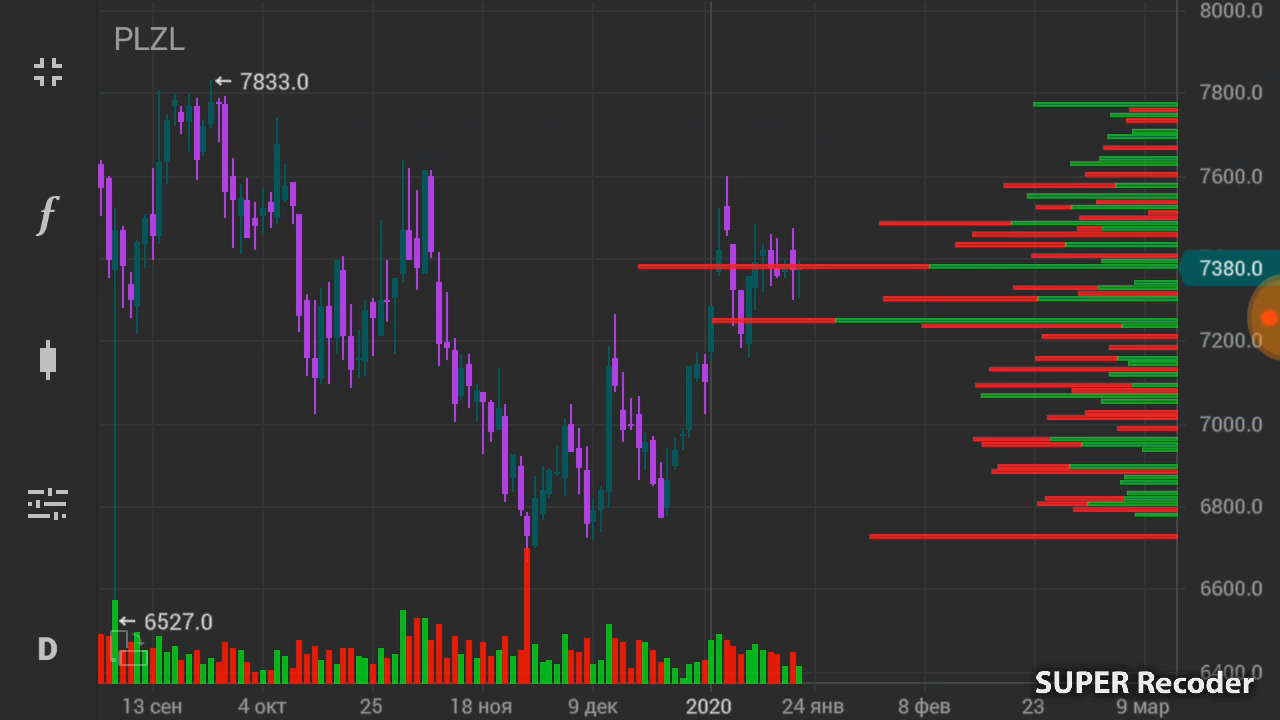 PLZL
← 7833.0
← 6527.0
f
D
8000.0
7800.0
7600.0
7400.0
7380.0
7200.0
7000.0
6800.0
6600.0
6400.0
13 сен
4 окт
25
18 ноя
9 дек
2020
24 янв
8 фев
23
9 мар
SUPER Recoder